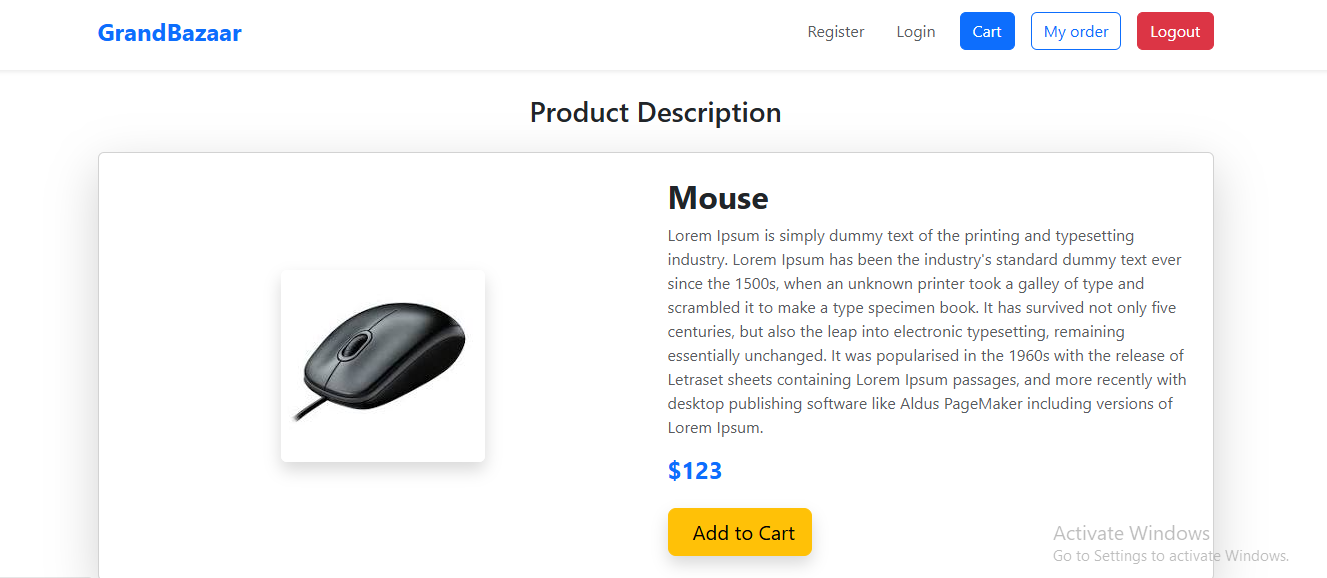 GrandBazaar
Register
Login
Cart
My order
Logout
Product Description
Mouse
Lorem Ipsum is simply dummy text of the printing and typesetting
industry. Lorem Ipsum has been the industry's standard dummy text ever
since the 1500s, when an unknown printer took a galley of type and
scrambled it to make a type specimen book. It has survived not only five
centuries, but also the leap into electronic typesetting, remaining
essentially unchanged. It was popularised in the 1960s with the release of
Letraset sheets containing Lorem Ipsum passages, and more recently with
desktop publishing software like Aldus PageMaker including versions of
Lorem Ipsum.
$123
Add to Cart
Activate Windows
Go to Settings to activate Windows.